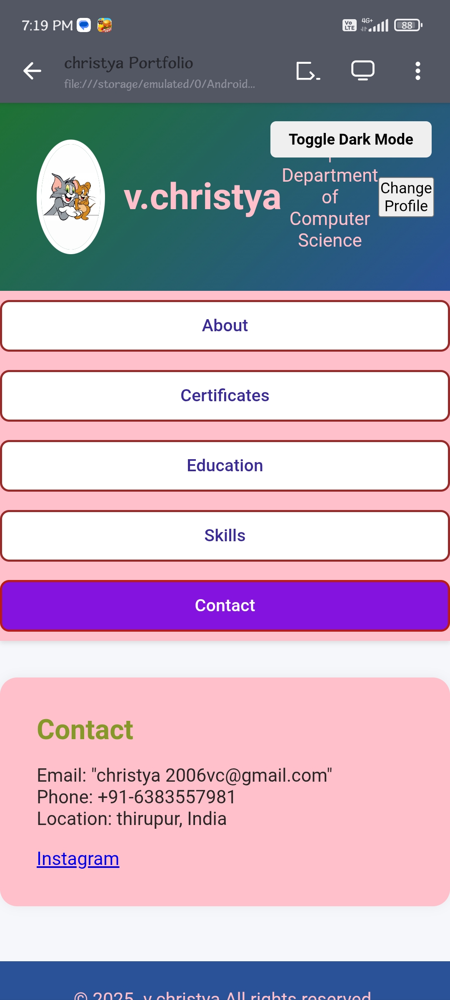 7:19 PM
Vo
LTE
4G+
88
christya Portfolio
file:///storage/emulated/0/Android...
Toggle Dark Mode
v.christya
Department
of
Computer
Science
Change
Profile
About
Certificates
Education
Skills
Contact
Contact
Email: "christya 2006vc@gmail.com"
Phone: +91-6383557981
Location: thirupur, India
Instagram
© 2025 v.christya All rights reserved